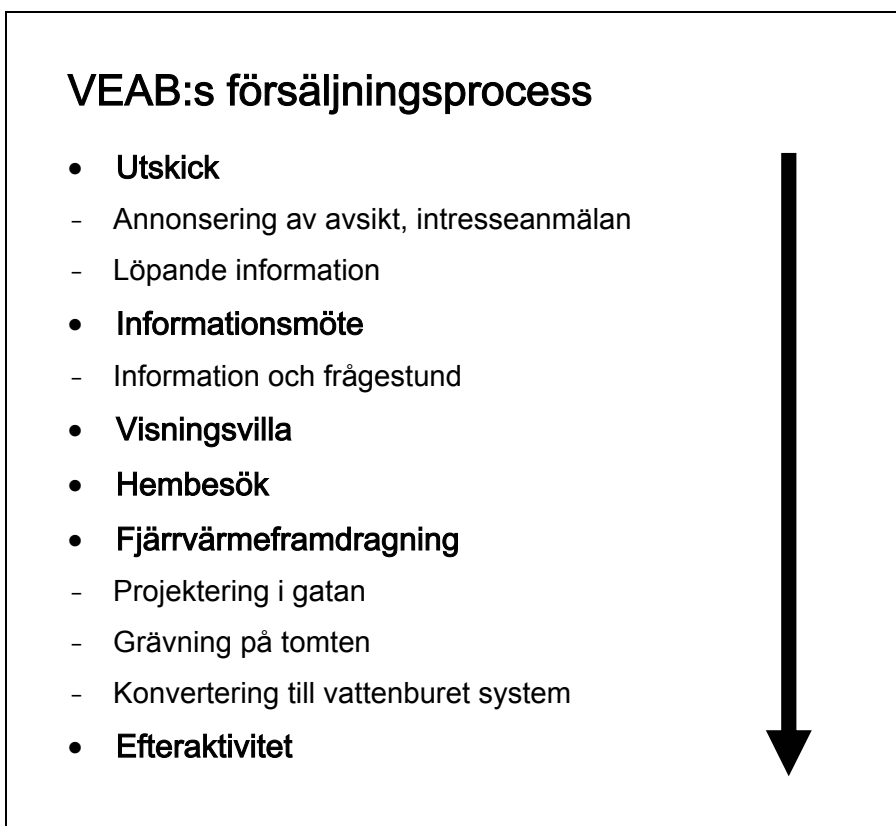 VEAB:s försäljningsprocess
• Utskick
- Annonsering av avsikt, intresseanmälan
- Löpande information
• Informationsmöte
- Information och frågestund
• Visningsvilla
• Hembesök
• Fjärrvärmeframdragning
- Projektering i gatan
- Grävning på tomten
- Konvertering till vattenburet system
• Efteraktivitet